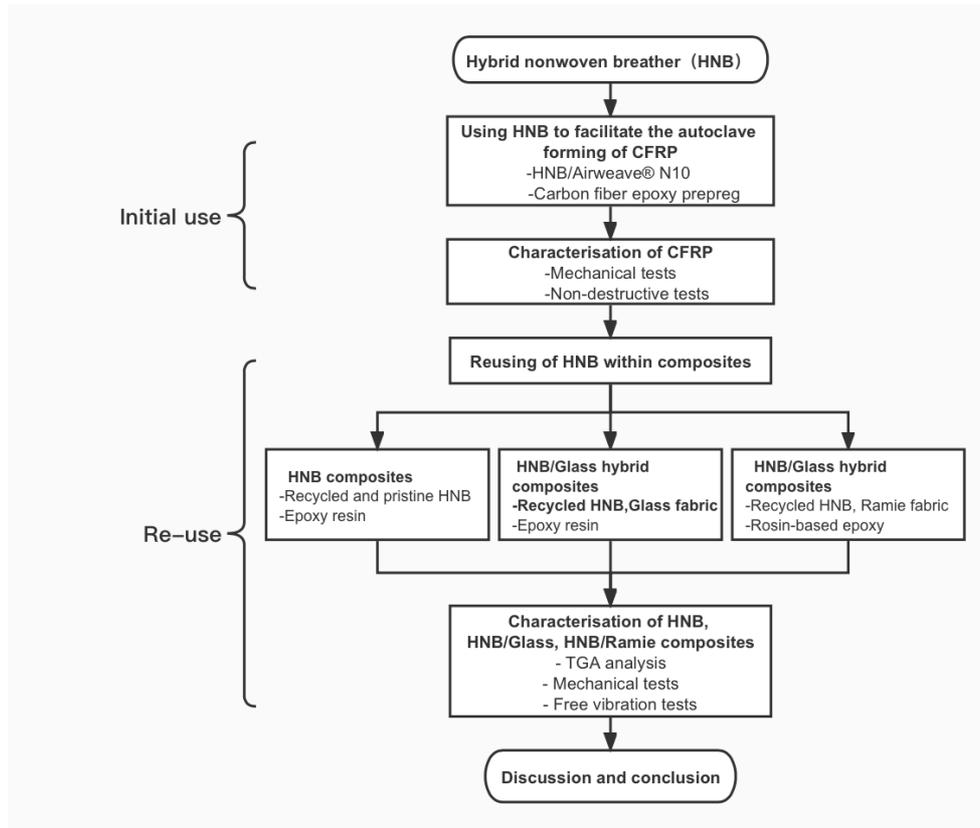 Hybrid nonwoven breather（HNB）
Using HNB to facilitate the autoclave
forming of CFRP
-HNB/Airweave® N10
-Carbon fiber epoxy prepreg
Initial use
Characterisation of CFRP
-Mechanical tests
-Non-destructive tests
Reusing of HNB within composites
HNB composites
-Recycled and pristine HNB
-Epoxy resin
HNB/Glass hybrid
composites
-Recycled HNB,Glass fabric
-Epoxy resin
HNB/Glass hybrid
composites
-Recycled HNB, Ramie fabric
-Rosin-based epoxy
Re-use
Characterisation of HNB,
HNB/Glass, HNB/Ramie composites
- TGA analysis
- Mechanical tests
- Free vibration tests
Discussion and conclusion